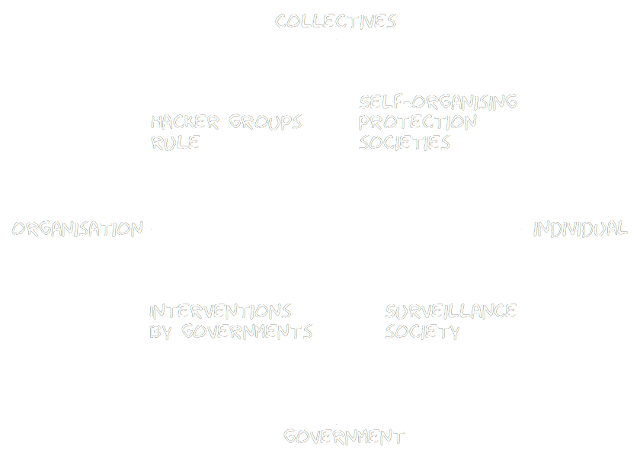 COLLECTIVES
HACKER GROUPS
RULE
SELF-ORGANISING
PROTECTION
SOCIETIES
ORGANISATION
INDIVIDUAL
INTERVENTIONS
BY GOVERNMENTS
SURVEILLANCE
SOCIETY
GOVERNMENT